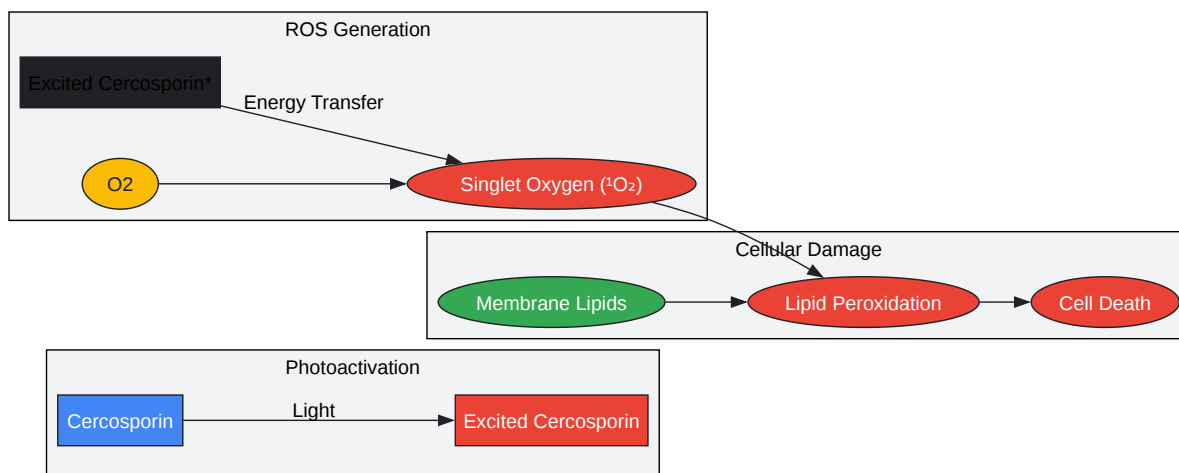 ROS Generation
Excited Cercosporin*
Energy Transfer
O2
Singlet Oxygen (¹O₂)
Cellular Damage
Membrane Lipids
Lipid Peroxidation
Cell Death
Photoactivation
Cercosporin
Light
Excited Cercosporin